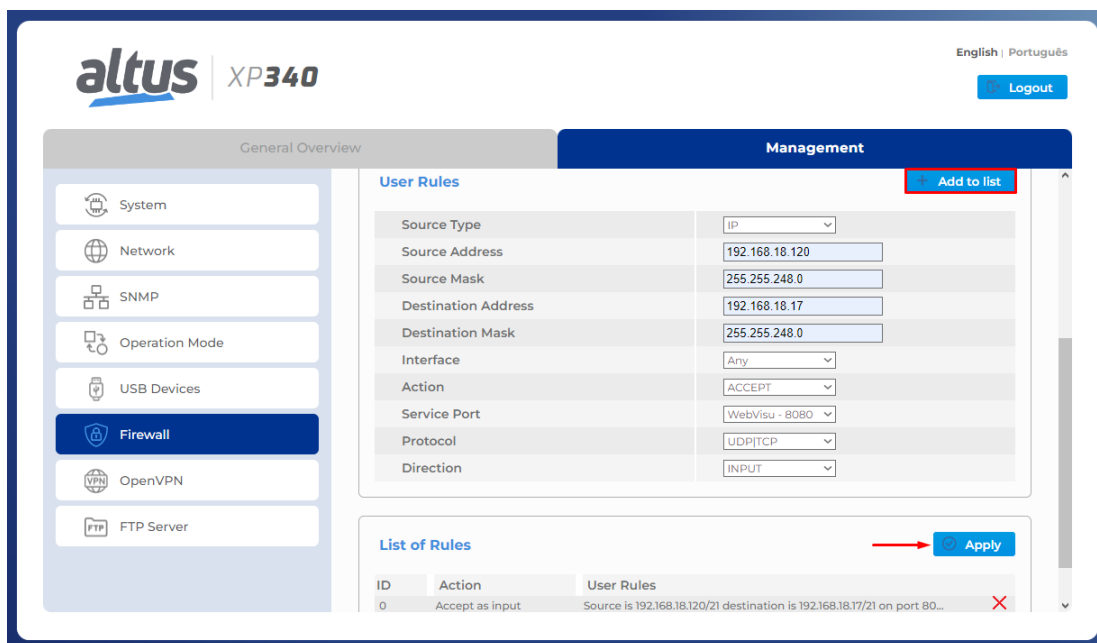 English | Português
altus | XP340
Logout
General Overview
Management
User Rules
+ Add to list
System
Network
SNMP
Operation Mode
USB Devices
Firewall
VPN OpenVPN
FTP FTP Server
Source Type IP
Source Address 192.168.18.120
Source Mask 255.255.248.0
Destination Address 192.168.18.17
Destination Mask 255.255.248.0
Interface Any
Action ACCEPT
Service Port WebVisu - 8080
Protocol UDP|TCP
Direction INPUT
List of Rules
Apply
ID Action User Rules
0 Accept as input Source is 192.168.18.120/21 destination is 192.168.18.17/21 on port 80...